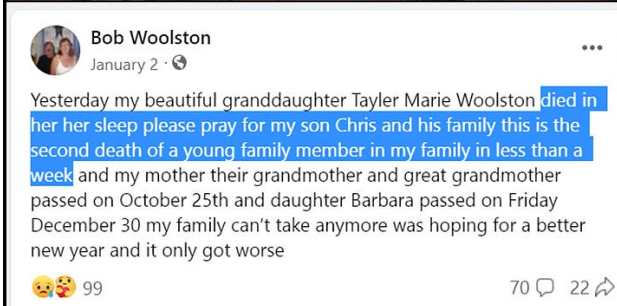 Bob Woolston
January 2 ·
Yesterday my beautiful granddaughter Tayler Marie Woolston died in
her her sleep please pray for my son Chris and his family this is the
second death of a young family member in my family in less than a
week and my mother their grandmother and great grandmother
passed on October 25th and daughter Barbara passed on Friday
December 30 my family can't take anymore was hoping for a better
new year and it only got worse
99 70 22